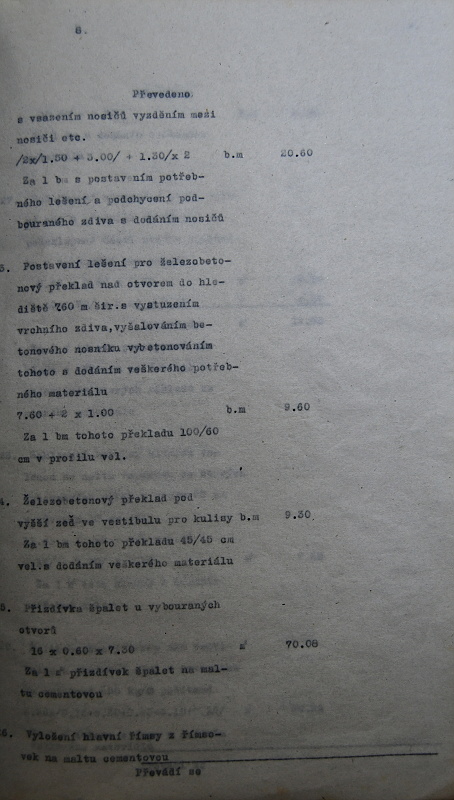 8.
Převedeno
s vsazením nosičů vyzděním mezi
nosiči etc.
/2x/1.50 + 3.00/ + 1.30/x 2 b.m 20.60
Za 1 b s postavením potřeb-
ného lešení a podchycení pod-
bouraného zdiva s dodáním nosičů
3. Postavení lešení pro železobeto-
nový překlad nad otvorem do hle-
diště 760 m šir.s vystuzením
vrchního zdiva,vyšalováním be-
tonového nosníku vybetonováním
tohoto s dodáním veškerého potřeb-
ného materiálu
7.60 + 2 x 1.00 b.m 9.60
Za 1 bm tohoto překladu 100/60
cm v profilu vel.
4. Železobetonový překlad pod
vyšší zeď ve vestibulu pro kulisy b.m 9.30
Za 1 bm tohoto překladu 45/45 cm
vel.s dodáním veškerého materiálu
5. Přizdívka špalet u vybouraných
otvorů
16 x 0.60 x 7.30 70.08
Za 1 přizdívek špalet na mal-
tu cementovou
6. Vyložení hlavní římsy z římso-
vek na maltu cementovou
Převádí se